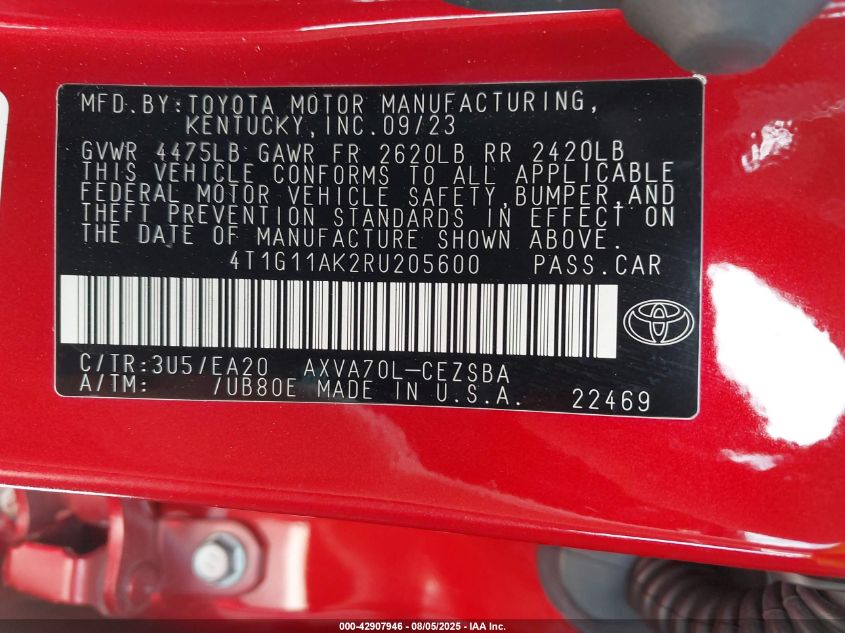 MFD.BY:TOYOTA MOTOR MANUFACTURING,
KENTUCKY,INC.09/23
GVWR 4475LB GAWR FR 2620LB RR 2420LB
THIS VEHICLE CONFORMS TO ALL APPLICABLE
FEDERAL MOTOR VEHICLE SAFETY,BUMPER,AND
THEFT PREVENTION STANDARDS IN EFFECT ON
THE DATE OF MANUFACTURE SHOWN ABOVE.
4T1G11AK2RU205600 PASS.CAR
C/TR:3U5/EA20 AXVA70L-CEZSBA
A/TM: /UB80E MADE IN U.S.A. 22469
000-42907946 - 08/05/2025 - IAA Inc.